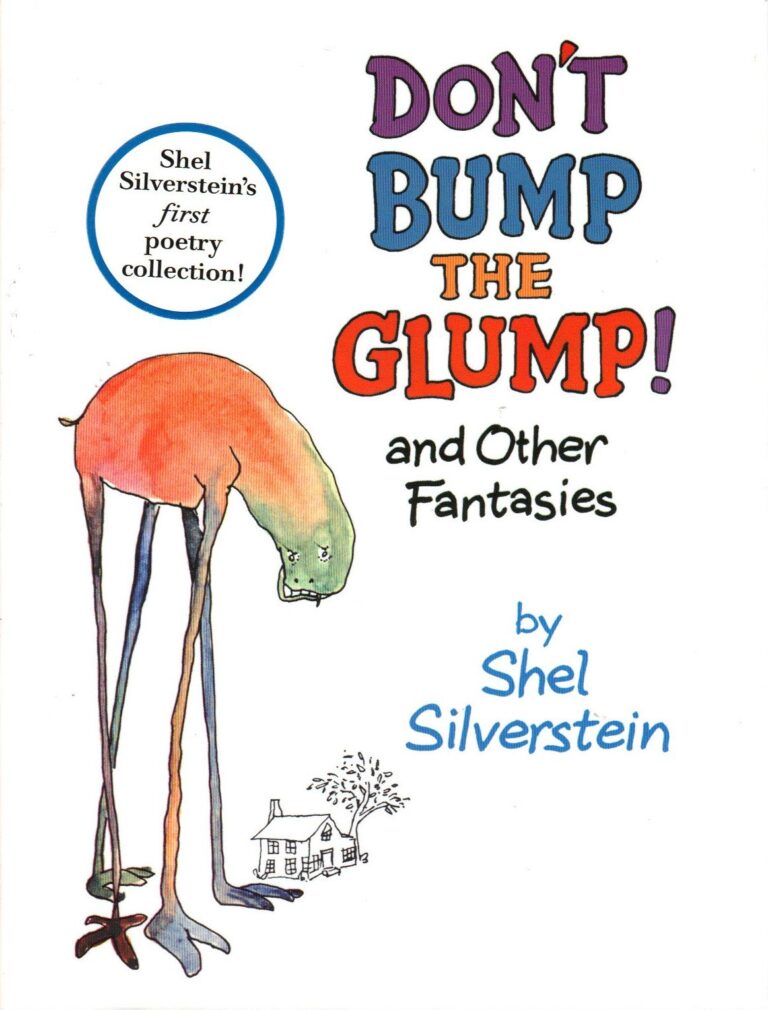 Shel
Silverstein's
first
poetry
collection!
DON'T
BUMP
THE
GLUMP!
and Other
Fantasies
by
Shel
Silverstein